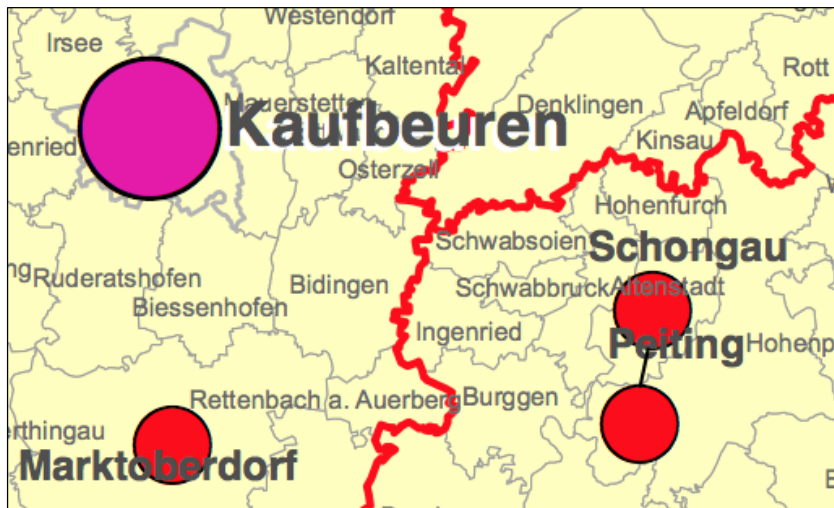 Westendorf
Irsee
Kaltental
Rott
Mauerstetten
Denklingen
Apfeldorf
Kaufbeuren
Kinsau
enried
Osterzell
Hohenfurch
Schwabsoien
Schongau
ng
Ruderatshofen
Bidingen
Schwabbruck
Altenstadt
Biessenhofen
Ingenried
Peiting
Hohenp
Rettenbach a. Auerberg
Burggen
erthingau
Marktoberdorf